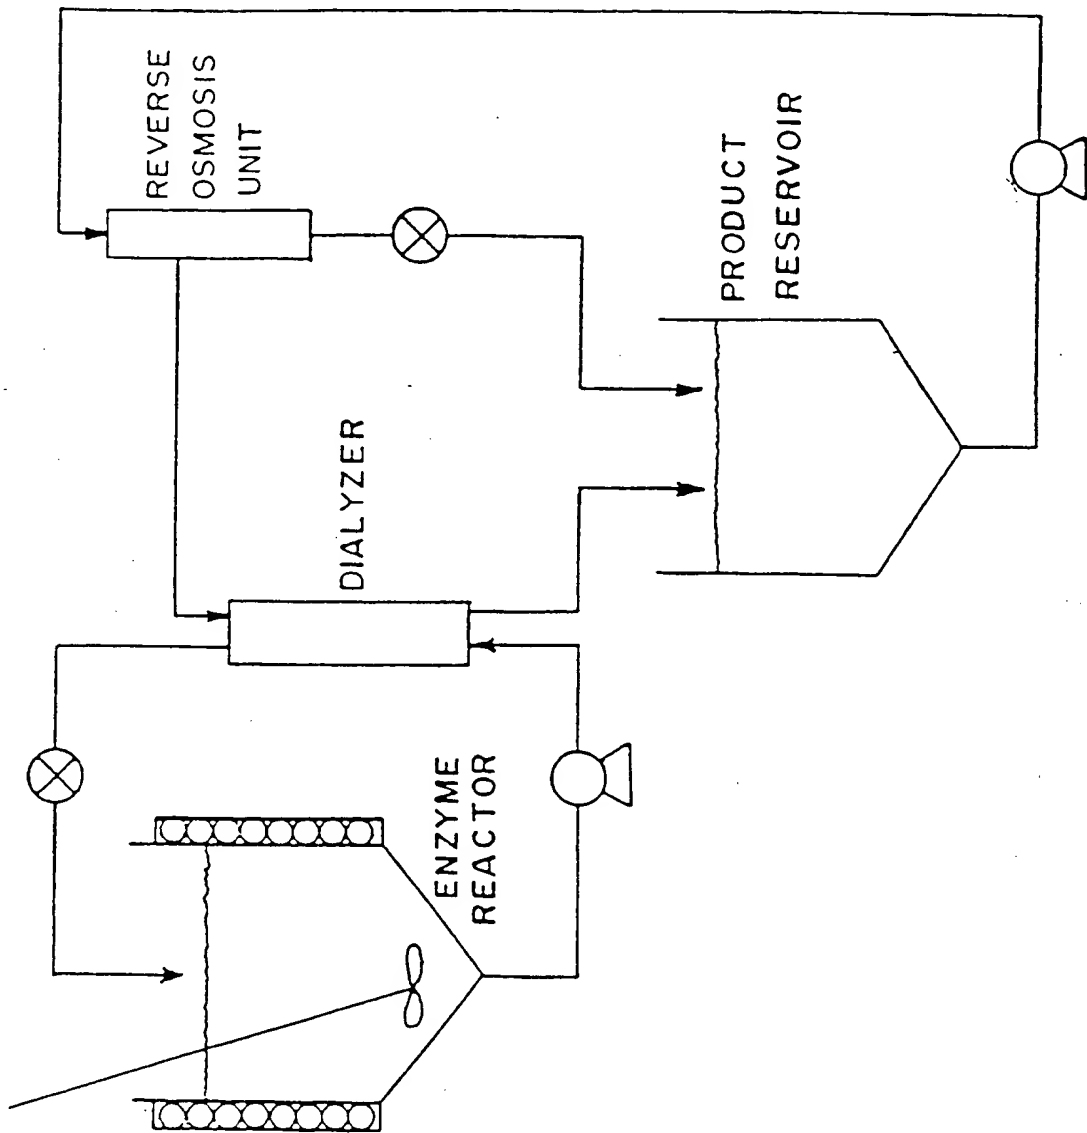 REVERSE
OSMOSIS
UNIT
PRODUCT
RESERVOIR
DIALYZER
ENZYME
REACTOR